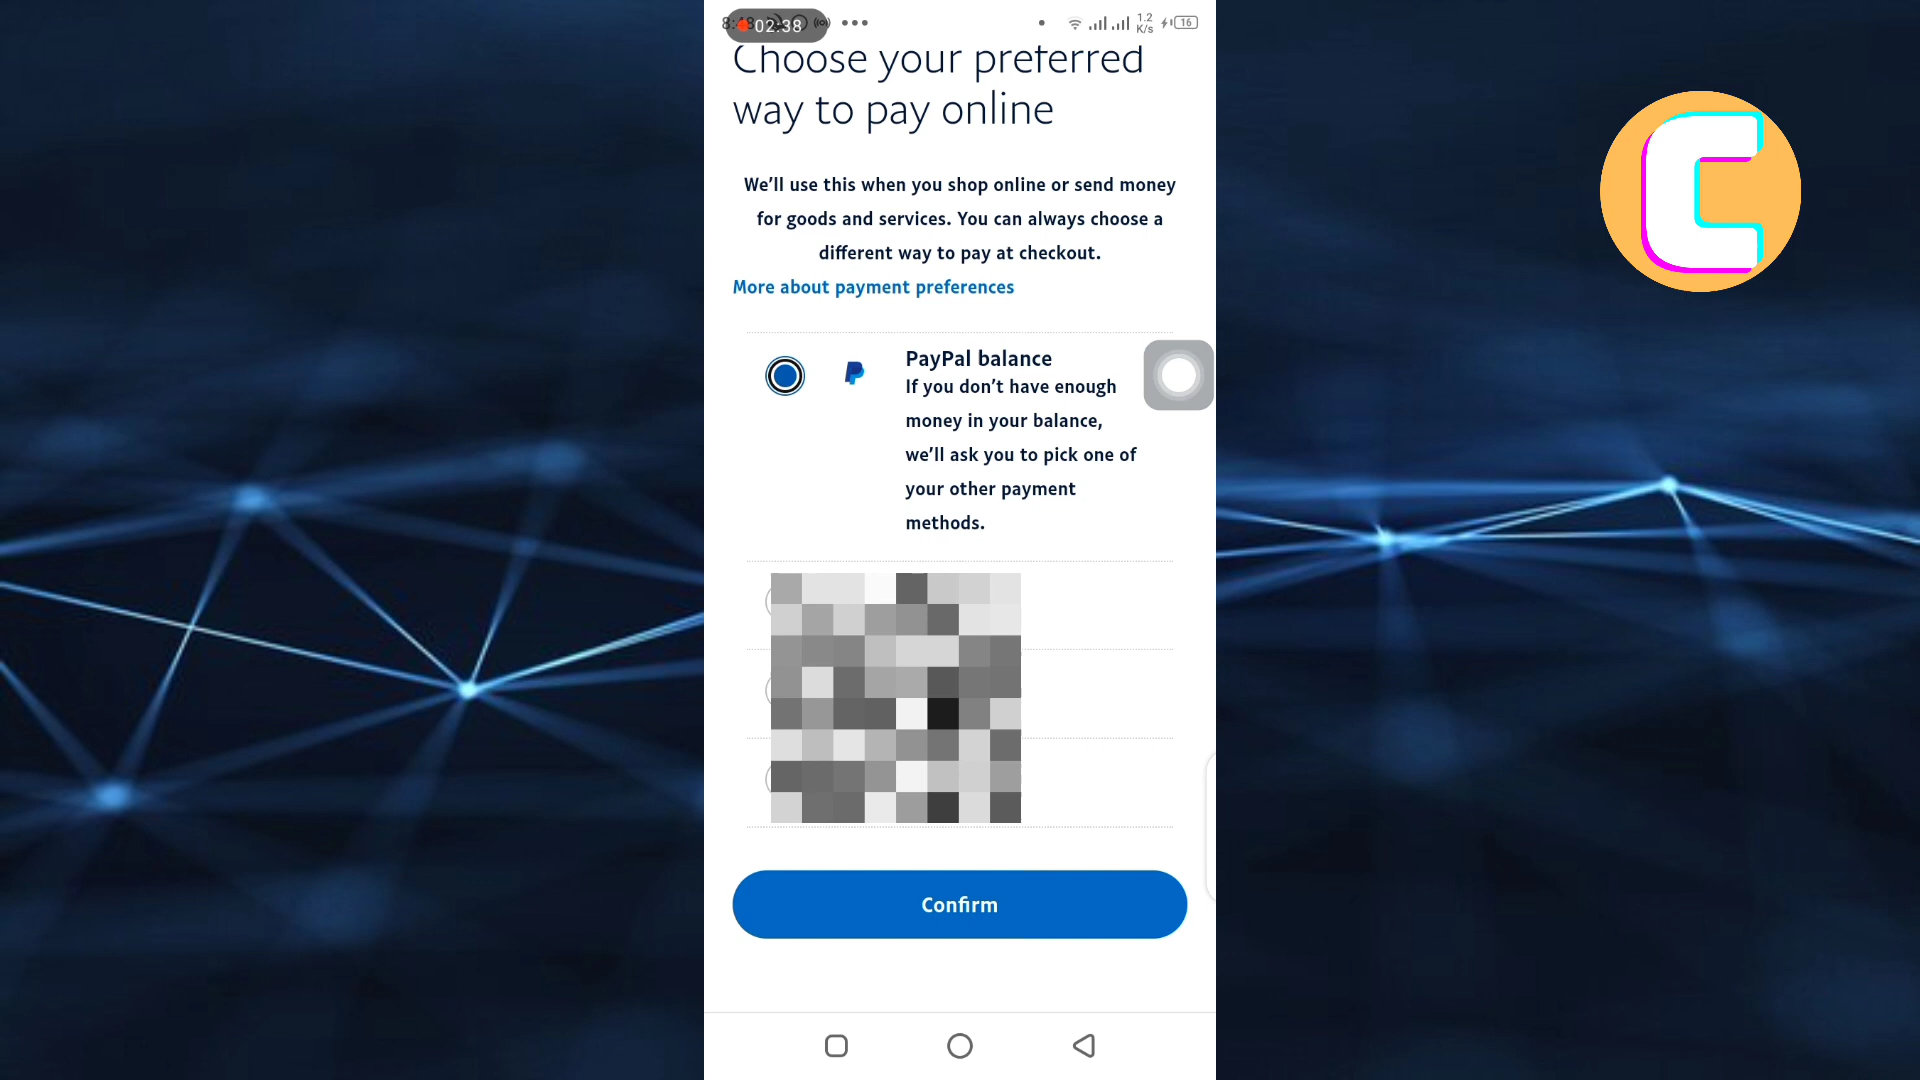 02:38
1.2
K/s
16
Choose your preferred
way to pay online
We'll use this when you shop online or send money
for goods and services. You can always choose a
different way to pay at checkout.
More about payment preferences
PayPal balance
If you don't have enough
money in your balance,
we'll ask you to pick one of
your other payment
methods.
Confirm
C